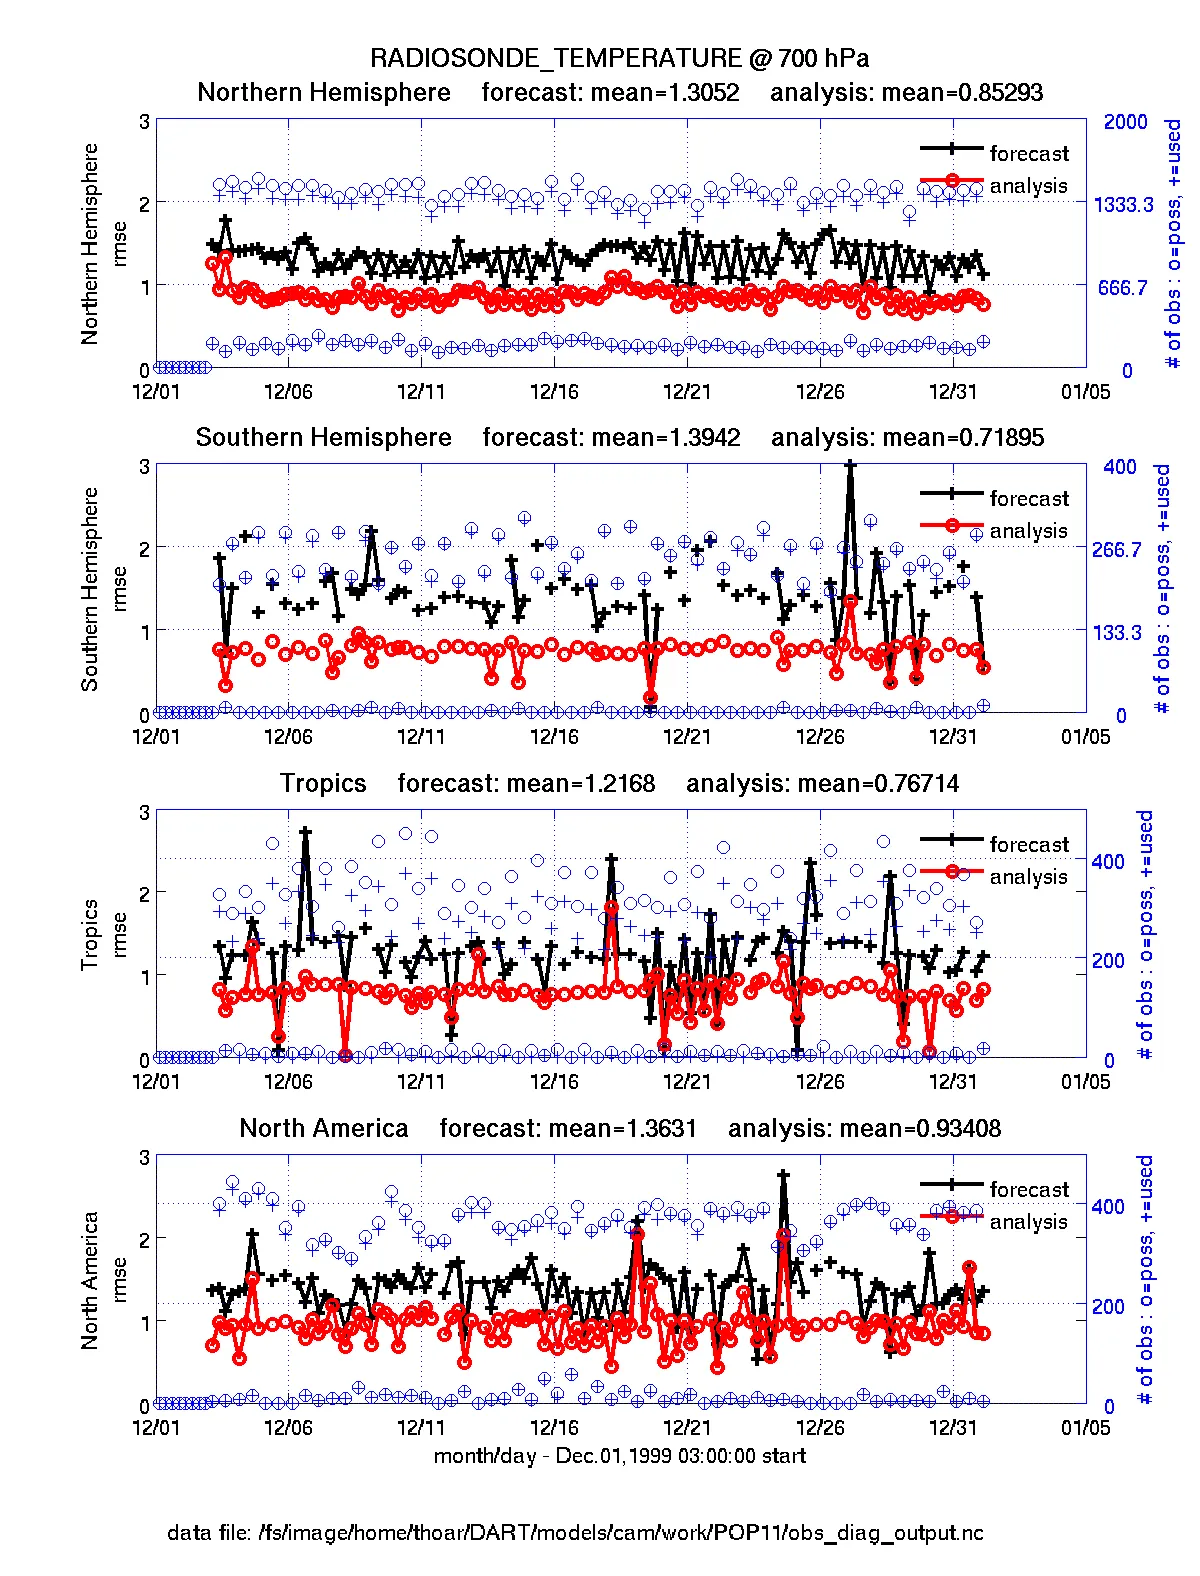 RADIOSONDE_TEMPERATURE @ 700 hPa
Northern Hemisphere forecast: mean=1.3052 analysis: mean=0.85293
Northern Hemisphere
rmse
3
2
1
0
forecast
analysis
2000
1333.3
666.7
0
# of obs : o=poss, +=used
12/01 12/06 12/11 12/16 12/21 12/26 12/31 01/05
Southern Hemisphere forecast: mean=1.3942 analysis: mean=0.71895
Southern Hemisphere
rmse
3
2
1
0
forecast
analysis
400
266.7
133.3
0
# of obs : o=poss, +=used
12/01 12/06 12/11 12/16 12/21 12/26 12/31 01/05
Tropics forecast: mean=1.2168 analysis: mean=0.76714
Tropics
rmse
3
2
1
0
forecast
analysis
400
200
0
# of obs : o=poss, +=used
12/01 12/06 12/11 12/16 12/21 12/26 12/31 01/05
North America forecast: mean=1.3631 analysis: mean=0.93408
North America
rmse
3
2
1
0
forecast
analysis
400
200
0
# of obs : o=poss, +=used
12/01 12/06 12/11 12/16 12/21 12/26 12/31 01/05
month/day - Dec.01,1999 03:00:00 start
data file: /fs/image/home/thoar/DART/models/cam/work/POP11/obs_diag_output.nc